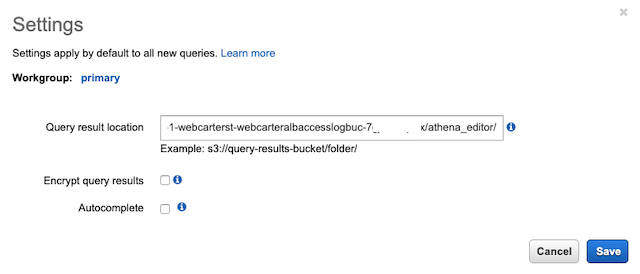 Settings
Settings apply by default to all new queries. Learn more
Workgroup: primary
Query result location
1-webcarterst-webcarteralbaccesslogbuc-7 x/athena_editor/
Example: s3://query-results-bucket/folder/
Encrypt query results
Autocomplete
Cancel Save